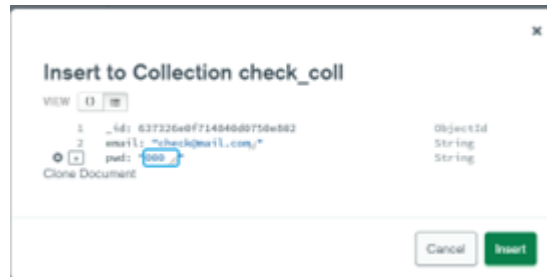 ×
Insert to Collection check_coll
VIEW {} 
1 _id: 637326e0f714840d0750e802 ObjectId
2 email: "check@mail.com/" String
pwd: "000 /" String
Clone Document
Cancel Insert